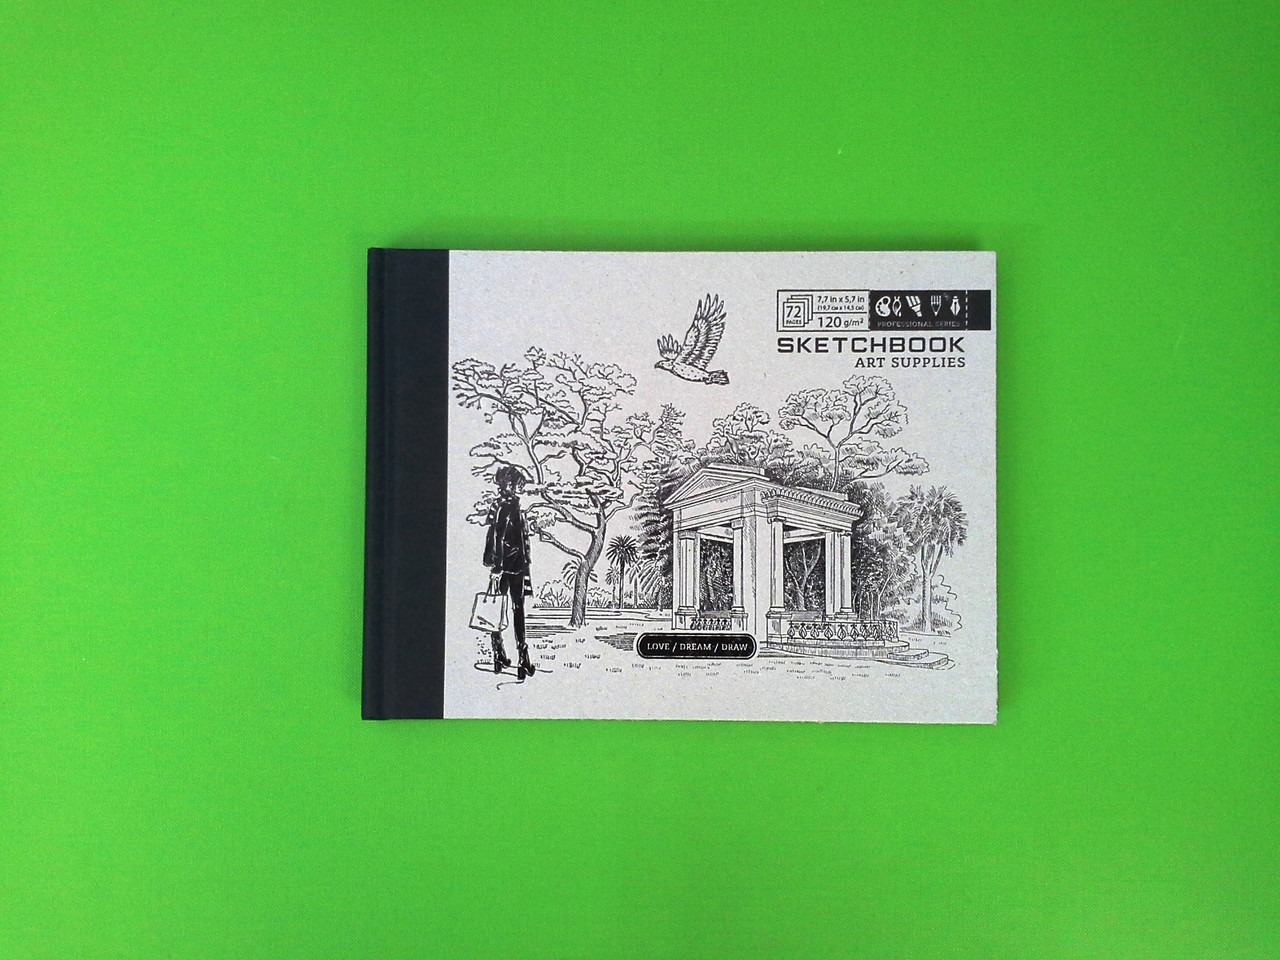 72
PAGES
7,7 in x 5,7 in
(19,7 cm x 14,5 cm)
120 g/m²
PROFESSIONAL SERIES
SKETCHBOOK
ART SUPPLIES
LOVE / DREAM / DRAW